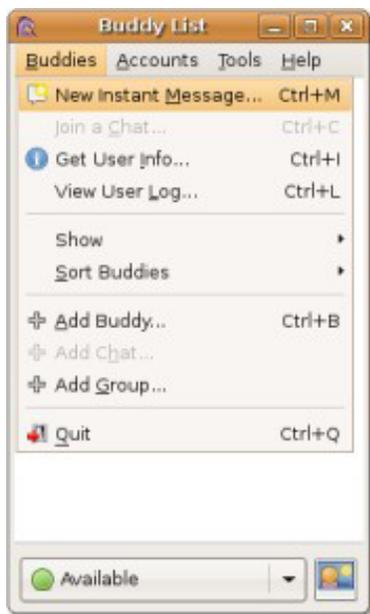 Buddy List
Buddies Accounts Tools Help
New Instant Message... Ctrl+M
Join a Chat... Ctrl+C
Get User Info... Ctrl+I
View User Log... Ctrl+L
Show
Sort Buddies
Add Buddy... Ctrl+B
Add Chat...
Add Group...
Quit Ctrl+Q
Available